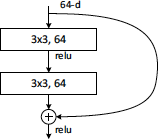 64-d
3x3, 64
relu
3x3, 64
relu